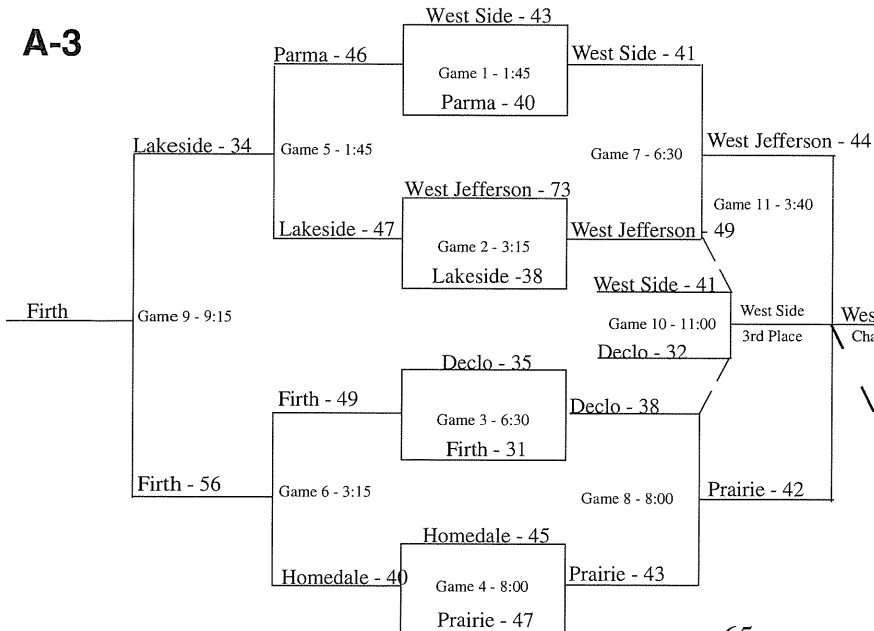 A-3
West Side - 43
Parma - 46
West Side - 41
Game 1 - 1:45
Parma - 40
Lakeside - 34
Game 5 - 1:45
Game 7 - 6:30
West Jefferson - 44
West Jefferson - 73
Game 11 - 3:40
Lakeside - 47
Game 2 - 3:15
West Jefferson - 49
Lakeside -38
West Side - 41
Firth
Game 9 - 9:15
Game 10 - 11:00
West Side
Wes
3rd Place
Cha
Declo - 32
Declo - 35
Firth - 49
Game 3 - 6:30
Declo - 38
Firth - 31
Firth - 56
Game 6 - 3:15
Game 8 - 8:00
Prairie - 42
Homedale - 45
Homedale - 40
Game 4 - 8:00
Prairie - 43
Prairie - 47